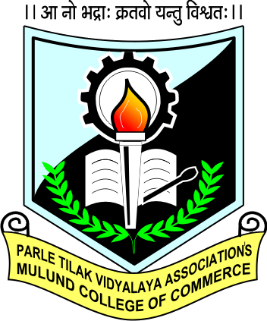 ।। आ नो भद्राः क्रतवो यन्तु विश्वतः।।
PARLE TILAK VIDYALAYA ASSOCIATION'S
MULUND COLLEGE OF COMMERCE